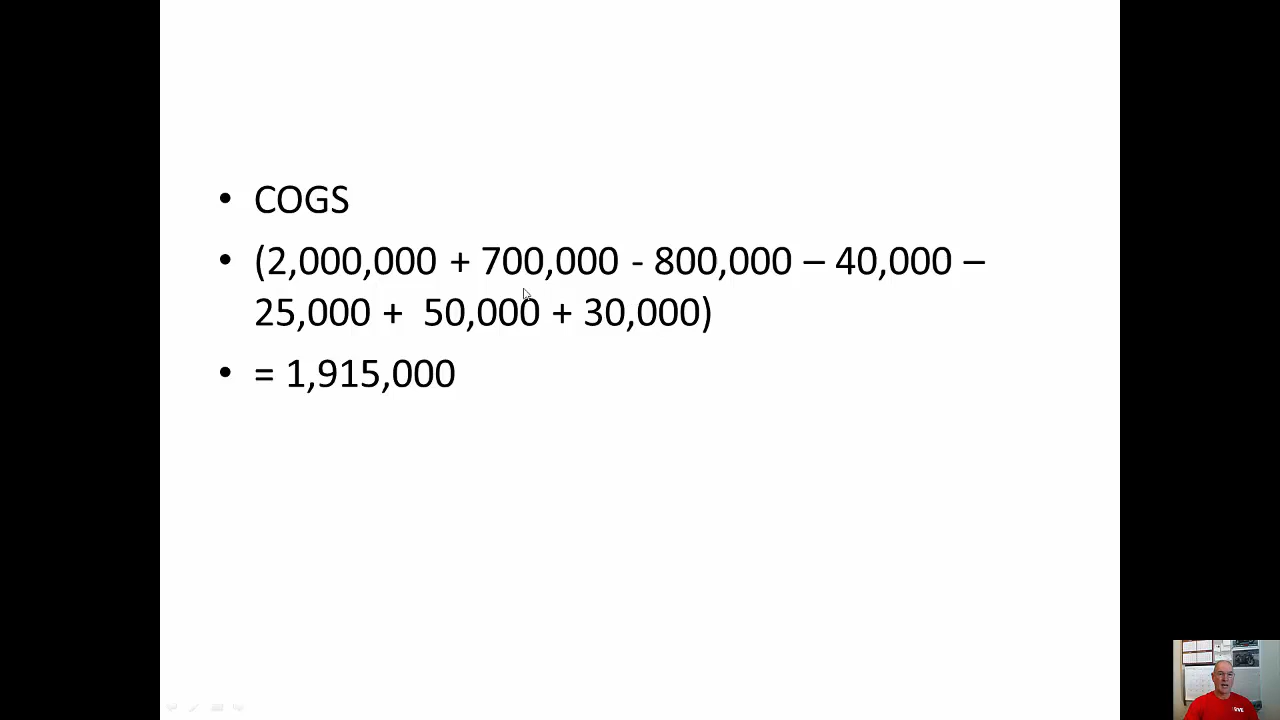 • COGS
• (2,000,000 + 700,000 - 800,000 – 40,000 –
25,000 +  50,000 + 30,000)
• = 1,915,000